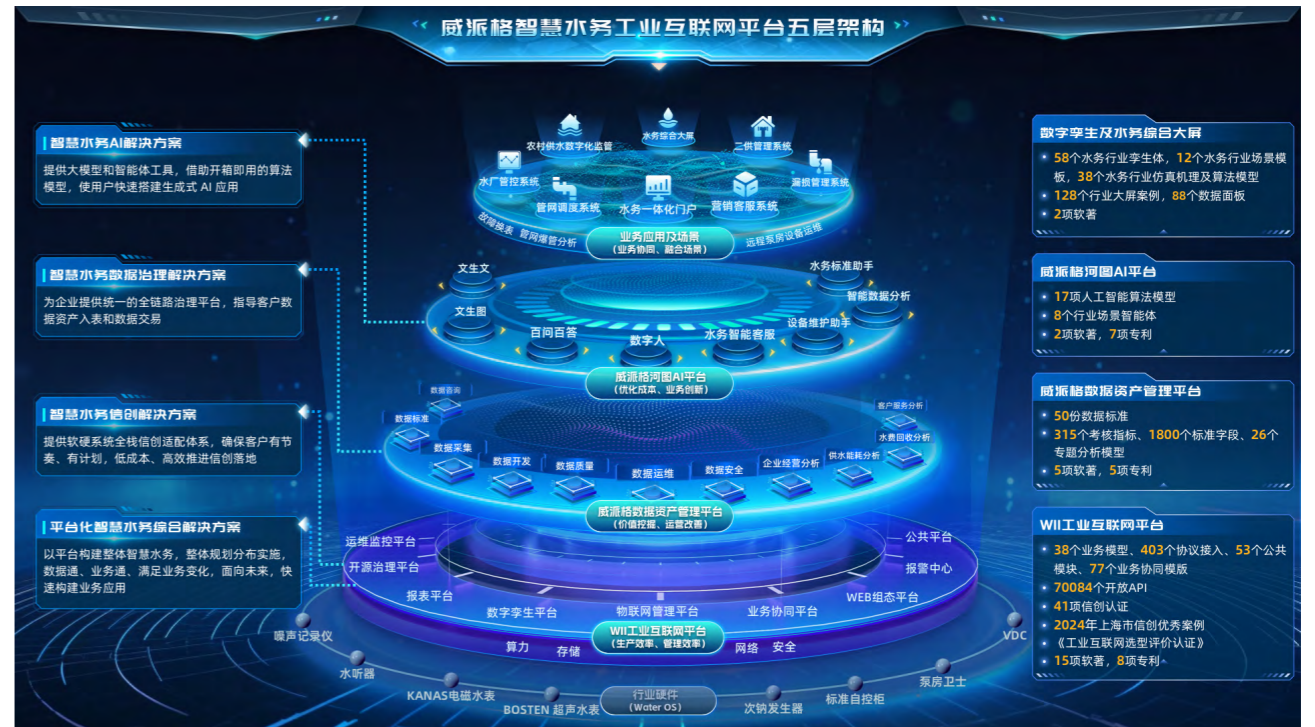 威派格智慧水务工业互联网平台五层架构
智慧水务AI解决方案
提供大模型和智能体工具，借助开箱即用的算法
模型，使用户快速搭建生成式 AI 应用
智慧水务数据治理解决方案
为企业提供统一的全链路治理平台，指导客户数
据资产入表和数据交易
智慧水务信创解决方案
提供软硬系统全栈信创适配体系，确保客户有节
奏、有计划，低成本、高效推进信创落地
平台化智慧水务综合解决方案
以平台构建整体智慧水务，整体规划分布实施，
数据通、业务通、满足业务变化，面向未来，快
速构建业务应用
农村供水数字化监管
水务综合大屏
二供管理系统
水厂管控系统
管网调度系统
水务一体化门户
营销客服系统
漏损管理系统
故障换表
管网爆管分析
远程泵房设备运维
业务应用及场景
(业务协同、融合场景)
文生文
文生图
百问百答
数字人
水务智能客服
设备维护助手
智能数据分析
水务标准助手
威派格河图AI平台
(优化成本、业务创新)
数据咨询
数据标准
数据采集
数据开发
数据质量
数据运维
数据安全
企业经营分析
供水能耗分析
水费回收分析
客户服务分析
威派格数据资产管理平台
(价值挖掘、运营改善)
运维监控平台
开源治理平台
报表平台
数字孪生平台
物联网管理平台
业务协同平台
WEB组态平台
报警中心
公共平台
WII工业互联网平台
(生产效率、管理效率)
算力
存储
网络
安全
噪声记录仪
水听器
KANAS电磁水表
BOSTEN 超声水表
行业硬件
(Water OS)
次钠发生器
标准自控柜
泵房卫士
VDC
数字孪生及水务综合大屏
58个水务行业孪生体，12个水务行业场景模
板，38个水务行业仿真机理及算法模型
128个行业大屏案例，88个数据面板
2项软著
威派格河图AI平台
17项人工智能算法模型
8个行业场景智能体
2项软著，7项专利
威派格数据资产管理平台
50份数据标准
315个考核指标、1800个标准字段、26个
专题分析模型
5项软著，5项专利
WII工业互联网平台
38个业务模型、403个协议接入、53个公共
模块、77个业务协同模版
70084个开放API
41项信创认证
2024年上海市信创优秀案例
《工业互联网选型评价认证》
15项软著，8项专利